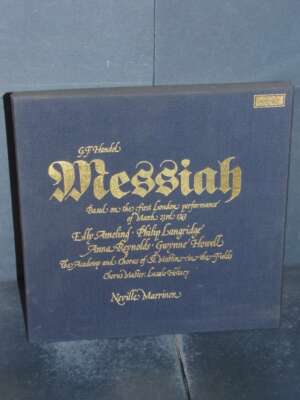 G.F. Handel
Messiah
Based on the first London performance
of March 23rd 1743
Elly Ameling · Philip Langridge
Anna Reynolds · Gwynne Howell
The Academy and Chorus of St. Martin-in-the-Fields
Chorus Master: Laszlo Heltay
Neville Marriner